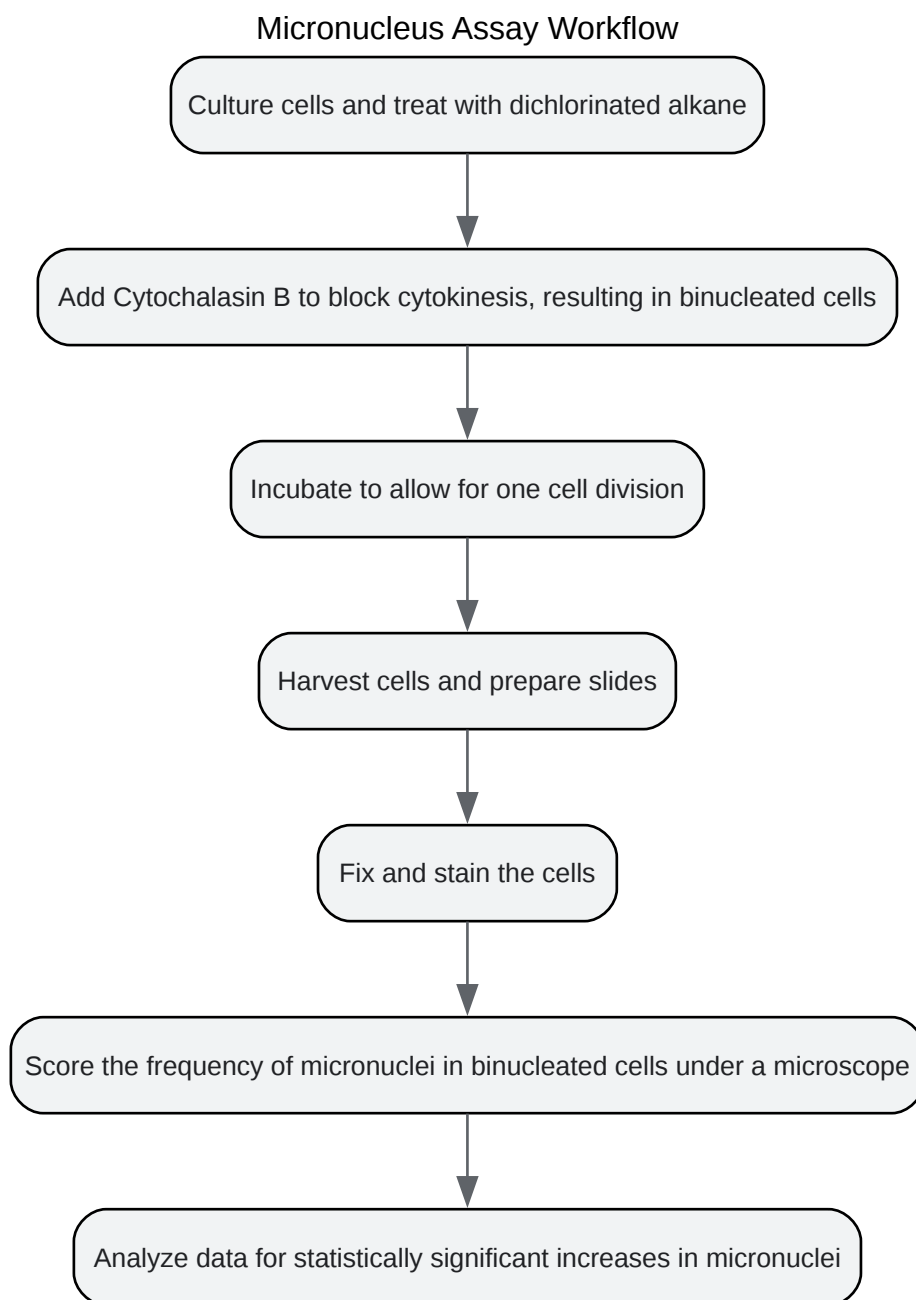 Micronucleus Assay Workflow
Culture cells and treat with dichlorinated alkane
Add Cytochalasin B to block cytokinesis, resulting in binucleated cells
Incubate to allow for one cell division
Harvest cells and prepare slides
Fix and stain the cells
Score the frequency of micronuclei in binucleated cells under a microscope
Analyze data for statistically significant increases in micronuclei